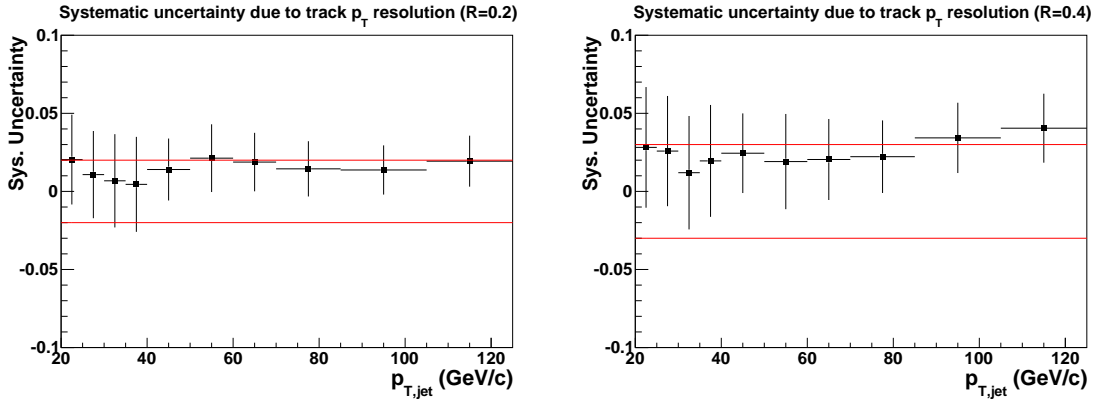 Systematic uncertainty due to track p_T resolution (R=0.2)
Sys. Uncertainty
0.1
0.05
0
-0.05
-0.1
20 40 60 80 100 120
p_T,jet (GeV/c)
Systematic uncertainty due to track p_T resolution (R=0.4)
Sys. Uncertainty
0.1
0.05
0
-0.05
-0.1
20 40 60 80 100 120
p_T,jet (GeV/c)